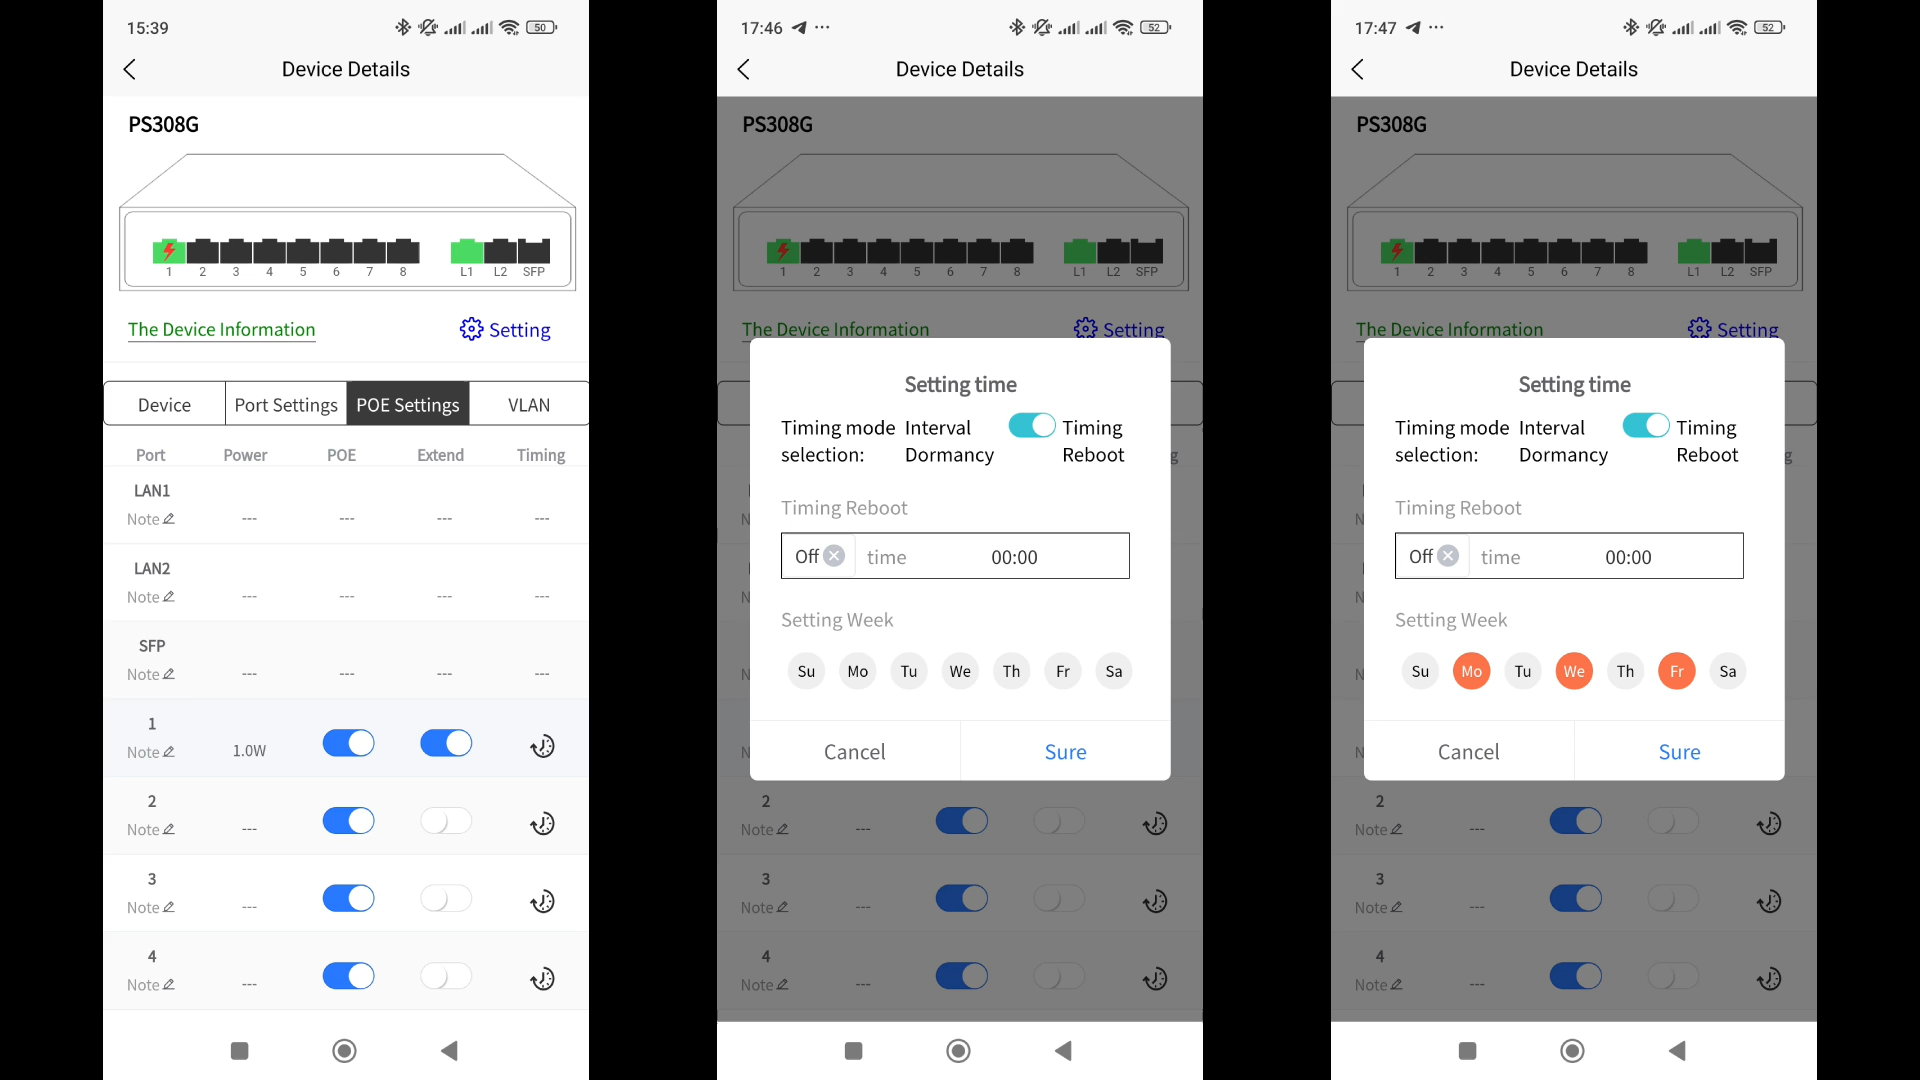 15:39
50
Device Details
PS308G
1 2 3 4 5 6 7 8 L1 L2 SFP
The Device Information
Setting
Device Port Settings POE Settings VLAN
Port Power POE Extend Timing
LAN1
Note --- --- --- ---
LAN2
Note --- --- --- ---
SFP
Note --- --- --- ---
1
Note 1.0W
2
Note ---
3
Note ---
4
Note ---
17:46 ···
52
Device Details
PS308G
1 2 3 4 5 6 7 8 L1 L2 SFP
The Device Information
Setting
Setting time
Timing mode selection:
Interval Dormancy
Timing Reboot
Timing Reboot
Off time 00:00
Setting Week
Su Mo Tu We Th Fr Sa
Cancel Sure
2
Note ---
3
Note ---
4
Note ---
17:47 ···
52
Device Details
PS308G
1 2 3 4 5 6 7 8 L1 L2 SFP
The Device Information
Setting
Setting time
Timing mode selection:
Interval Dormancy
Timing Reboot
Timing Reboot
Off time 00:00
Setting Week
Su Mo Tu We Th Fr Sa
Cancel Sure
2
Note ---
3
Note ---
4
Note ---